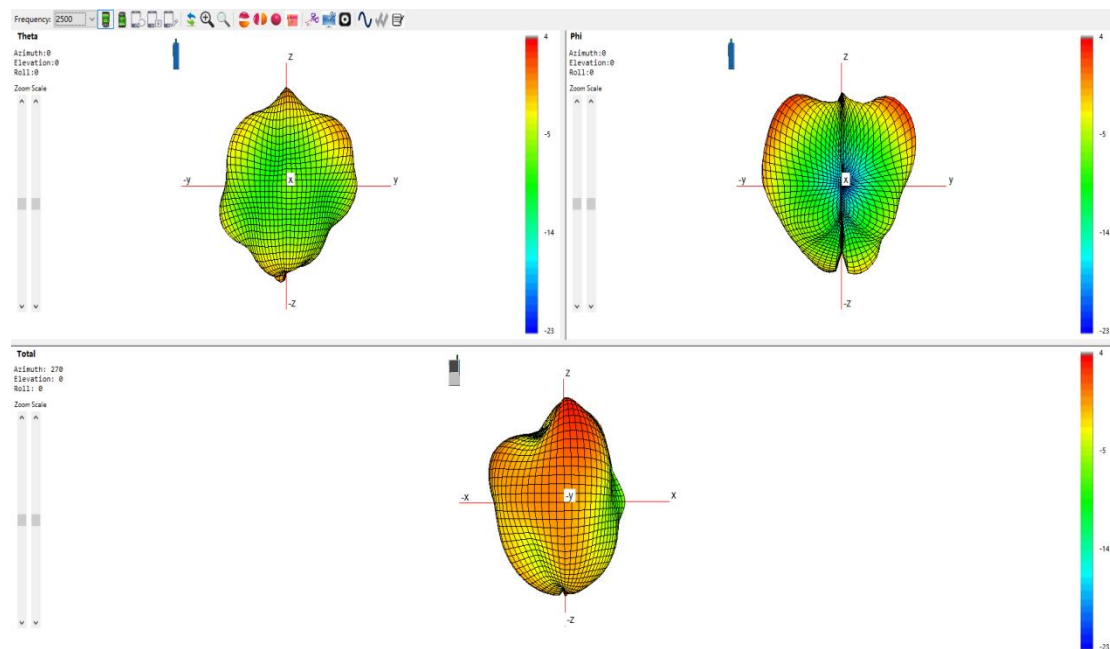 Frequency: 2500
Theta
Azimuth:0
Elevation:0
Roll:0
Zoom Scale
Z
-y
x
y
-Z
4
-5
-14
-23
Phi
Azimuth:0
Elevation:0
Roll:0
Zoom Scale
Z
-y
x
y
-Z
4
-5
-14
-23
Total
Azimuth: 270
Elevation: 0
Roll: 0
Zoom Scale
Z
-x
-y
x
-Z
4
-5
-14
-23